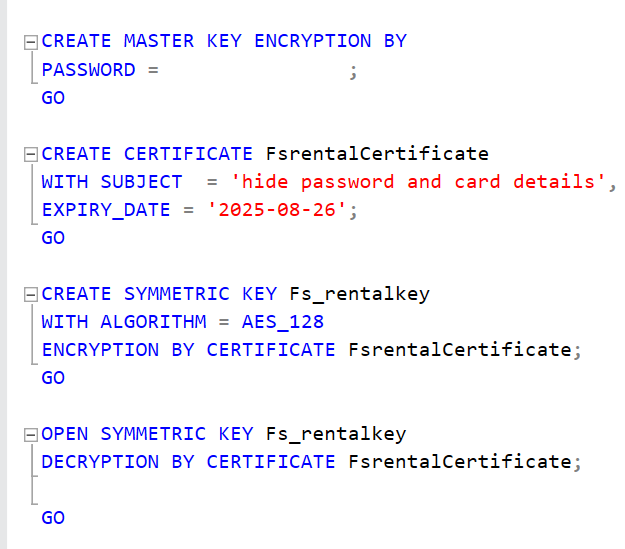 CREATE MASTER KEY ENCRYPTION BY
PASSWORD = ;
GO
CREATE CERTIFICATE FsrentalCertificate
WITH SUBJECT = 'hide password and card details',
EXPIRY_DATE = '2025-08-26';
GO
CREATE SYMMETRIC KEY Fs_rentalkey
WITH ALGORITHM = AES_128
ENCRYPTION BY CERTIFICATE FsrentalCertificate;
GO
OPEN SYMMETRIC KEY Fs_rentalkey
DECRYPTION BY CERTIFICATE FsrentalCertificate;
GO